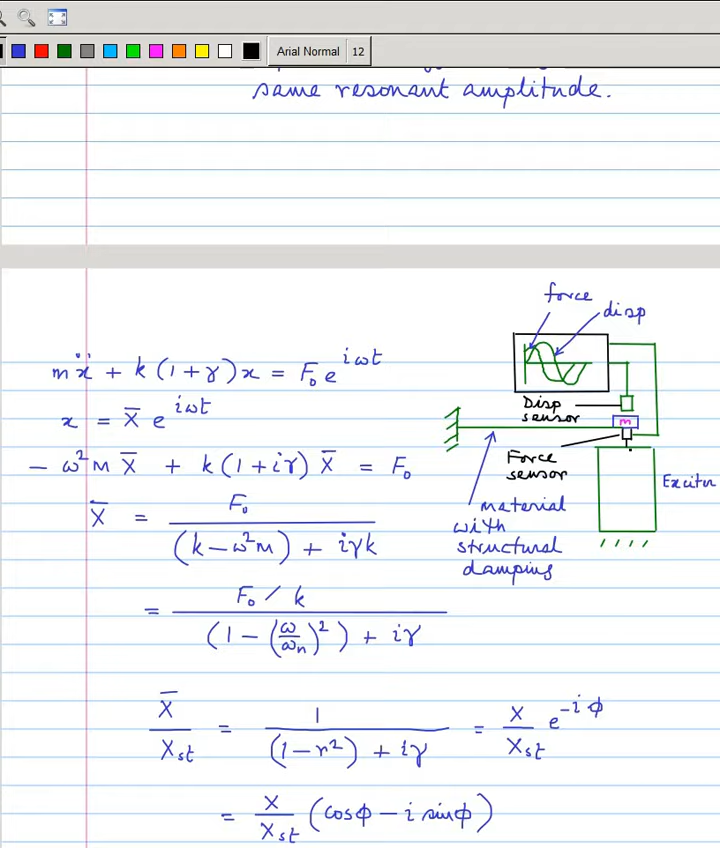 Arial Normal 12
same resonant amplitude.
force
disp
mẍ + k(1+γ)x = F₀e^{iωt}
x = X̄ e^{iωt}
Disp
sensor
m
-ω²m X̄ + k(1+iγ) X̄ = F₀
Force
sensor
Exciter
X̄ = F₀ / ((k-ω²m) + iγk)
material
with
structural
damping
= (F₀/k) / ((1-(ω/ωₙ)²) + iγ)
X̄/X_st = 1/((1-r²) + iγ) = X/X_st e^{-iϕ}
= X/X_st (cosϕ - i sinϕ)